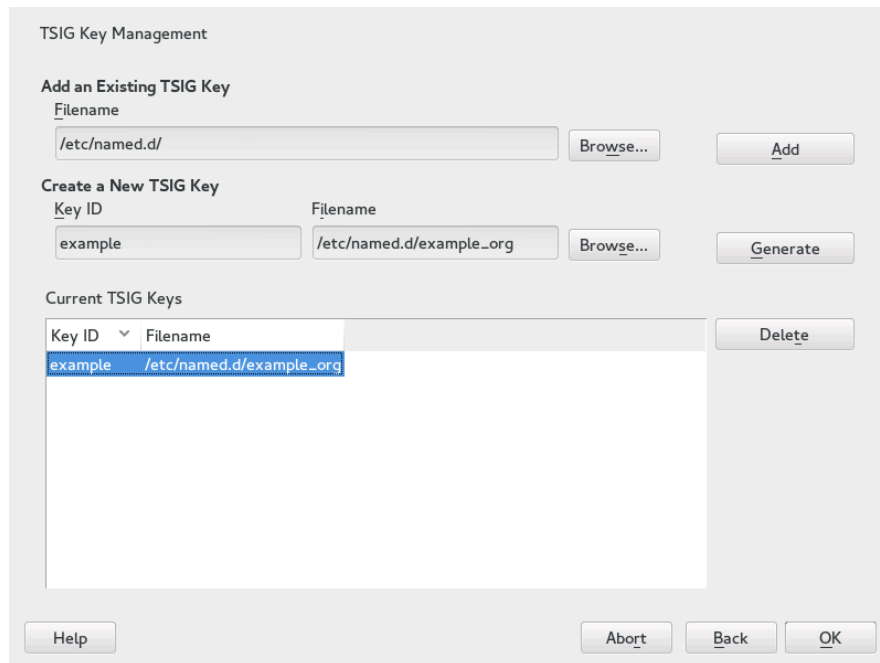 TSIG Key Management
Add an Existing TSIG Key
Filename
/etc/named.d/ Browse... Add
Create a New TSIG Key
Key ID Filename
example /etc/named.d/example_org Browse... Generate
Current TSIG Keys
Key ID Filename Delete
example /etc/named.d/example_org
Help Abort Back OK